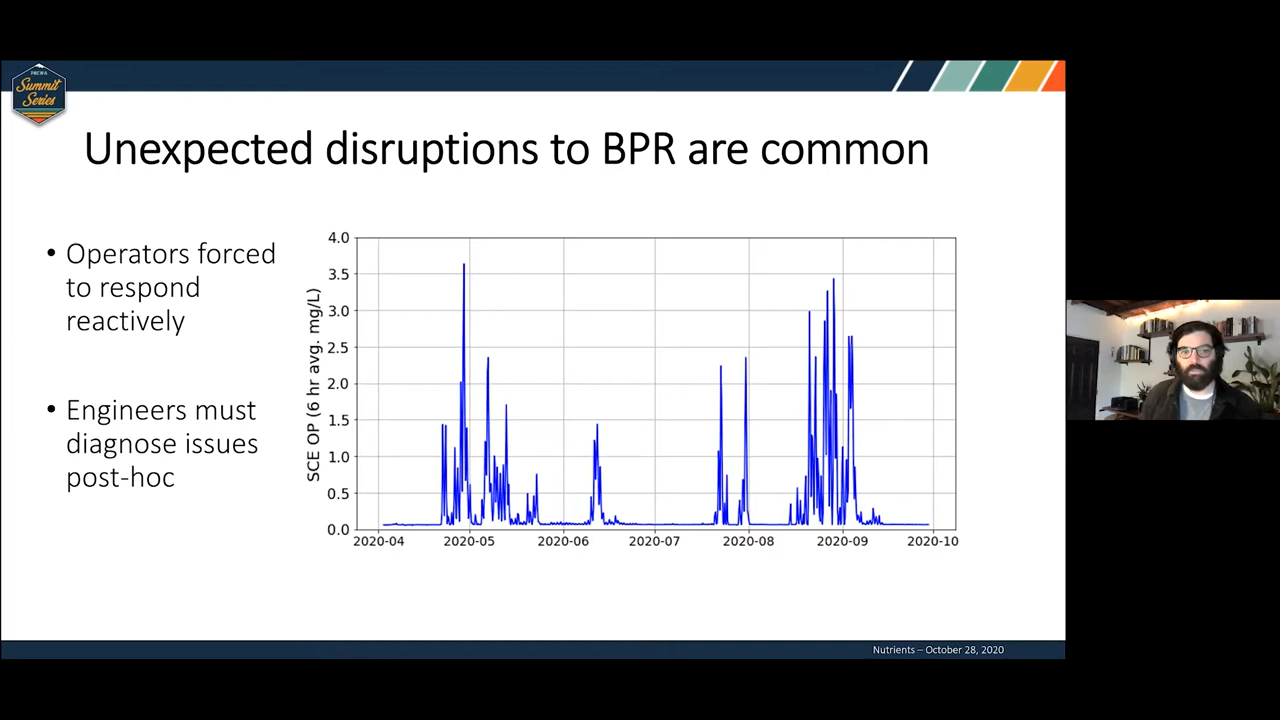 PNCWA
Summit
Series
Unexpected disruptions to BPR are common
• Operators forced
to respond
reactively
• Engineers must
diagnose issues
post-hoc
SCE OP (6 hr avg. mg/L)
4.0
3.5
3.0
2.5
2.0
1.5
1.0
0.5
0.0
2020-04 2020-05 2020-06 2020-07 2020-08 2020-09 2020-10
Nutrients – October 28, 2020